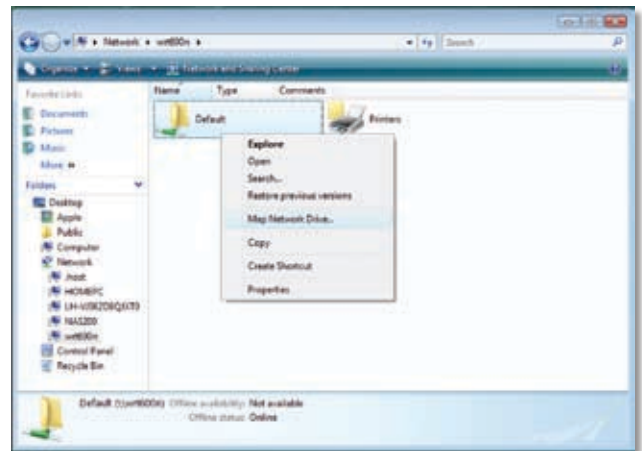 Network ▸ wrt600n ▸
Search
Organize Views Network and Sharing Center
Favorite Links
Documents
Pictures
Music
More
Folders
Desktop
Apple
Public
Computer
Network
HOMEPC
NAS200
wrt600n
Control Panel
Recycle Bin
Name Type Comments
Default
Printers
Explore
Open
Search...
Restore previous versions
Map Network Drive...
Copy
Create Shortcut
Properties
Default (\\wrt600n) Offline availability: Not available
Offline status: Online